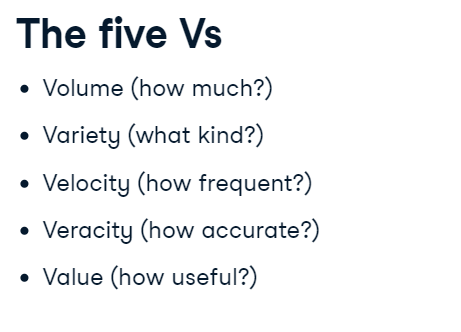 The five Vs
• Volume (how much?)
• Variety (what kind?)
• Velocity (how frequent?)
• Veracity (how accurate?)
• Value (how useful?)